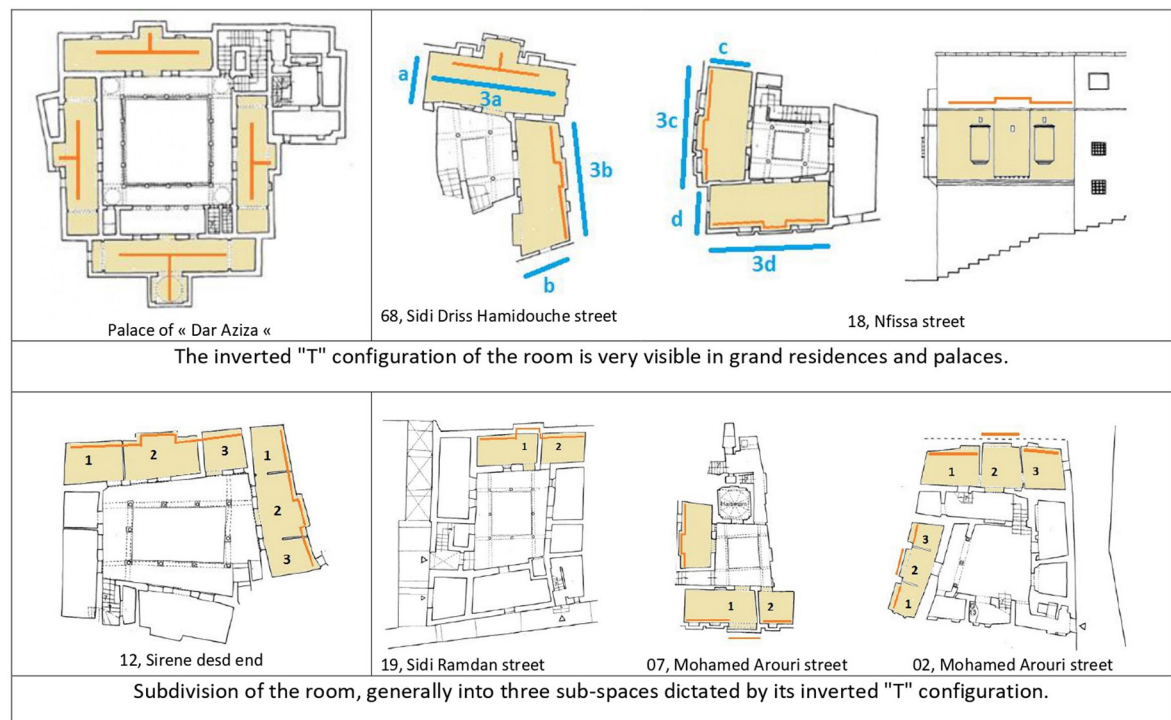 a
3a
3b
b
c
3c
d
3d
Palace of « Dar Aziza «
68, Sidi Driss Hamidouche street
18, Nfissa street
The inverted "T" configuration of the room is very visible in grand residences and palaces.
1
2
3
1
2
3
1
2
Hammam
1
2
1
2
3
3
2
1
12, Sirene desd end
19, Sidi Ramdan street
07, Mohamed Arouri street
02, Mohamed Arouri street
Subdivision of the room, generally into three sub-spaces dictated by its inverted "T" configuration.